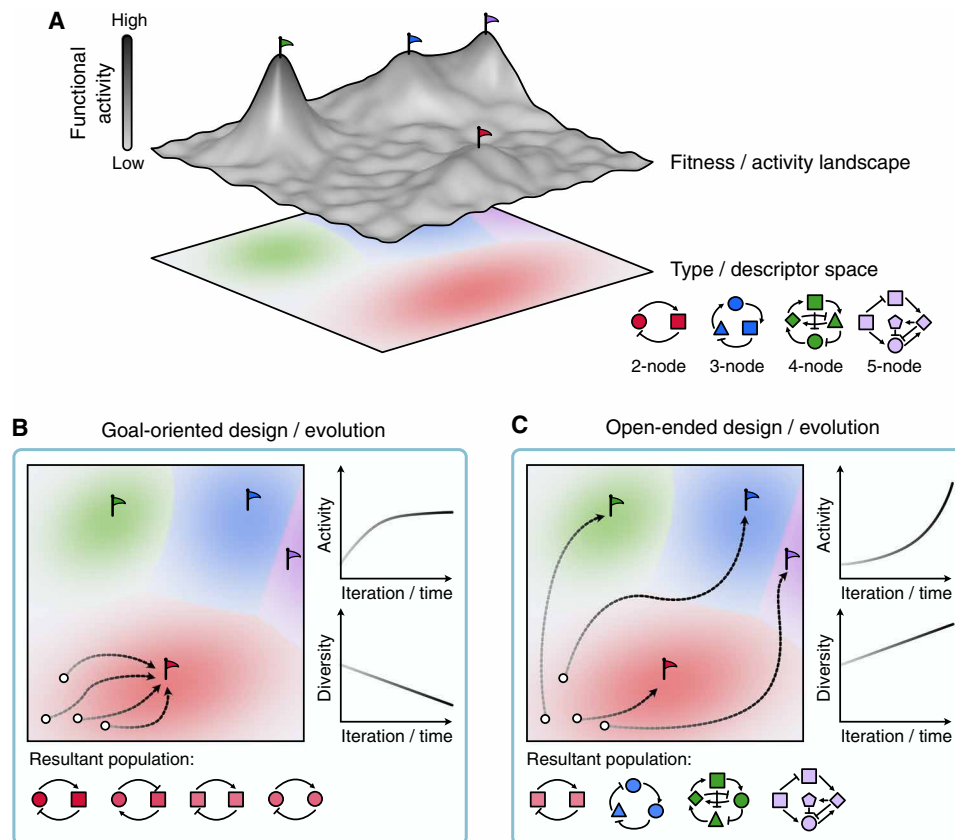 A
High
Functional
activity
Low
Fitness / activity landscape
Type / descriptor space
2-node 3-node 4-node 5-node
B
Goal-oriented design / evolution
Activity
Iteration / time
Diversity
Iteration / time
Resultant population:
C
Open-ended design / evolution
Activity
Iteration / time
Diversity
Iteration / time
Resultant population: